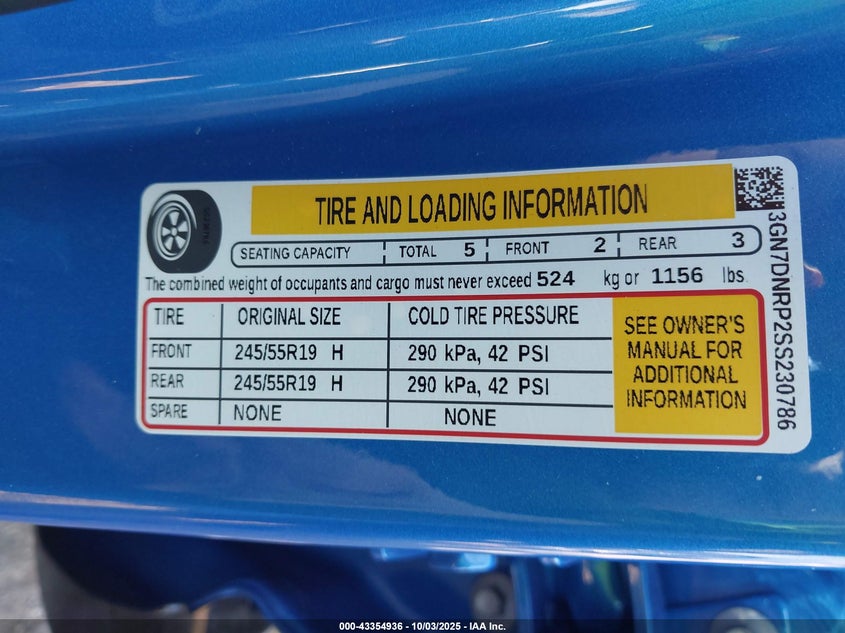 TIRE AND LOADING INFORMATION
SEATING CAPACITY TOTAL 5 FRONT 2 REAR 3
The combined weight of occupants and cargo must never exceed 524 kg or 1156 lbs.
TIRE ORIGINAL SIZE COLD TIRE PRESSURE
FRONT 245/55R19 H 290 kPa, 42 PSI
REAR 245/55R19 H 290 kPa, 42 PSI
SPARE NONE NONE
SEE OWNER'S
MANUAL FOR
ADDITIONAL
INFORMATION
3GN7DNRP2SS230786
000-43354936 - 10/03/2025 - IAA Inc.